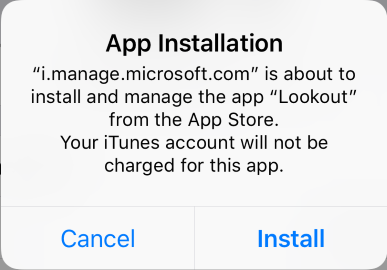 App Installation
“i.manage.microsoft.com” is about to
install and manage the app “Lookout”
from the App Store.
Your iTunes account will not be
charged for this app.
Cancel
Install